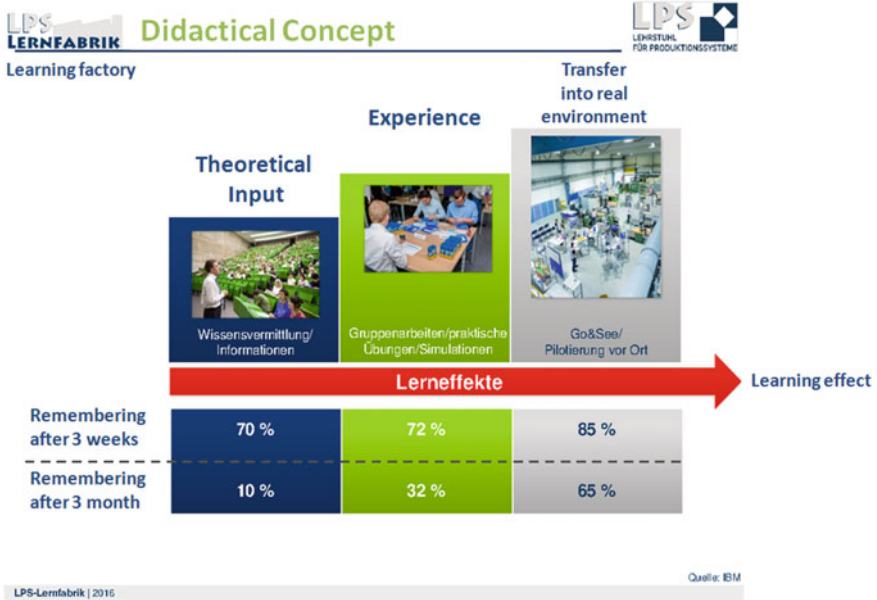 LPS
LERNFABRIK
Didactical Concept
LPS
LEHRSTUHL
FÜR PRODUKTIONSSYSTEME
Learning factory
Transfer
into real
environment
Experience
Theoretical
Input
Wissensvermittlung/
Informationen
Gruppenarbeiten/praktische
Übungen/Simulationen
Go&See/
Pilotierung vor Ort
Lerneffekte
Learning effect
Remembering
after 3 weeks
70 %
72 %
85 %
Remembering
after 3 month
10 %
32 %
65 %
Quelle: IBM
LPS-Lernfabrik | 2016